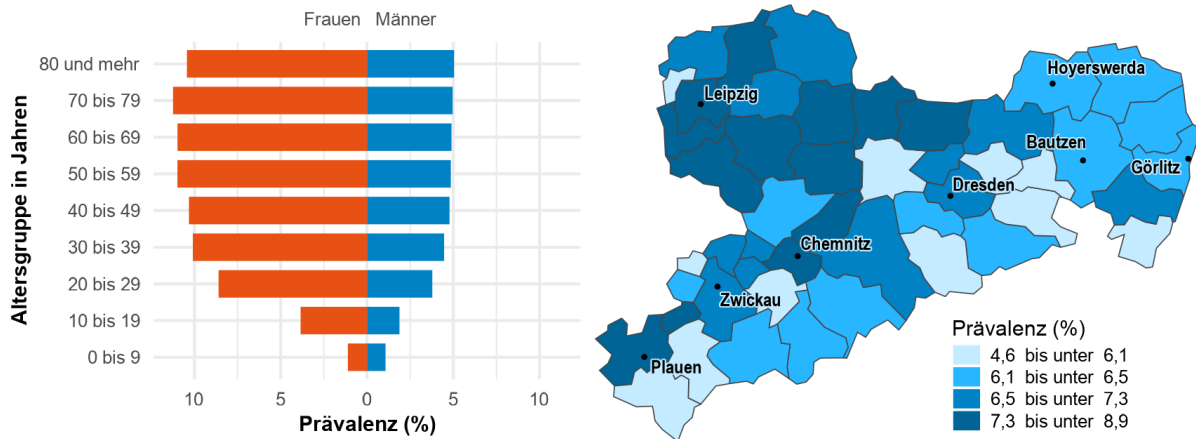 Frauen Männer
Altersgruppe in Jahren
80 und mehr
70 bis 79
60 bis 69
50 bis 59
40 bis 49
30 bis 39
20 bis 29
10 bis 19
0 bis 9
10 5 0 5 10
Prävalenz (%)
Hoyerswerda
Leipzig
Bautzen
Görlitz
Dresden
Chemnitz
Zwickau
Plauen
Prävalenz (%)
4,6 bis unter 6,1
6,1 bis unter 6,5
6,5 bis unter 7,3
7,3 bis unter 8,9